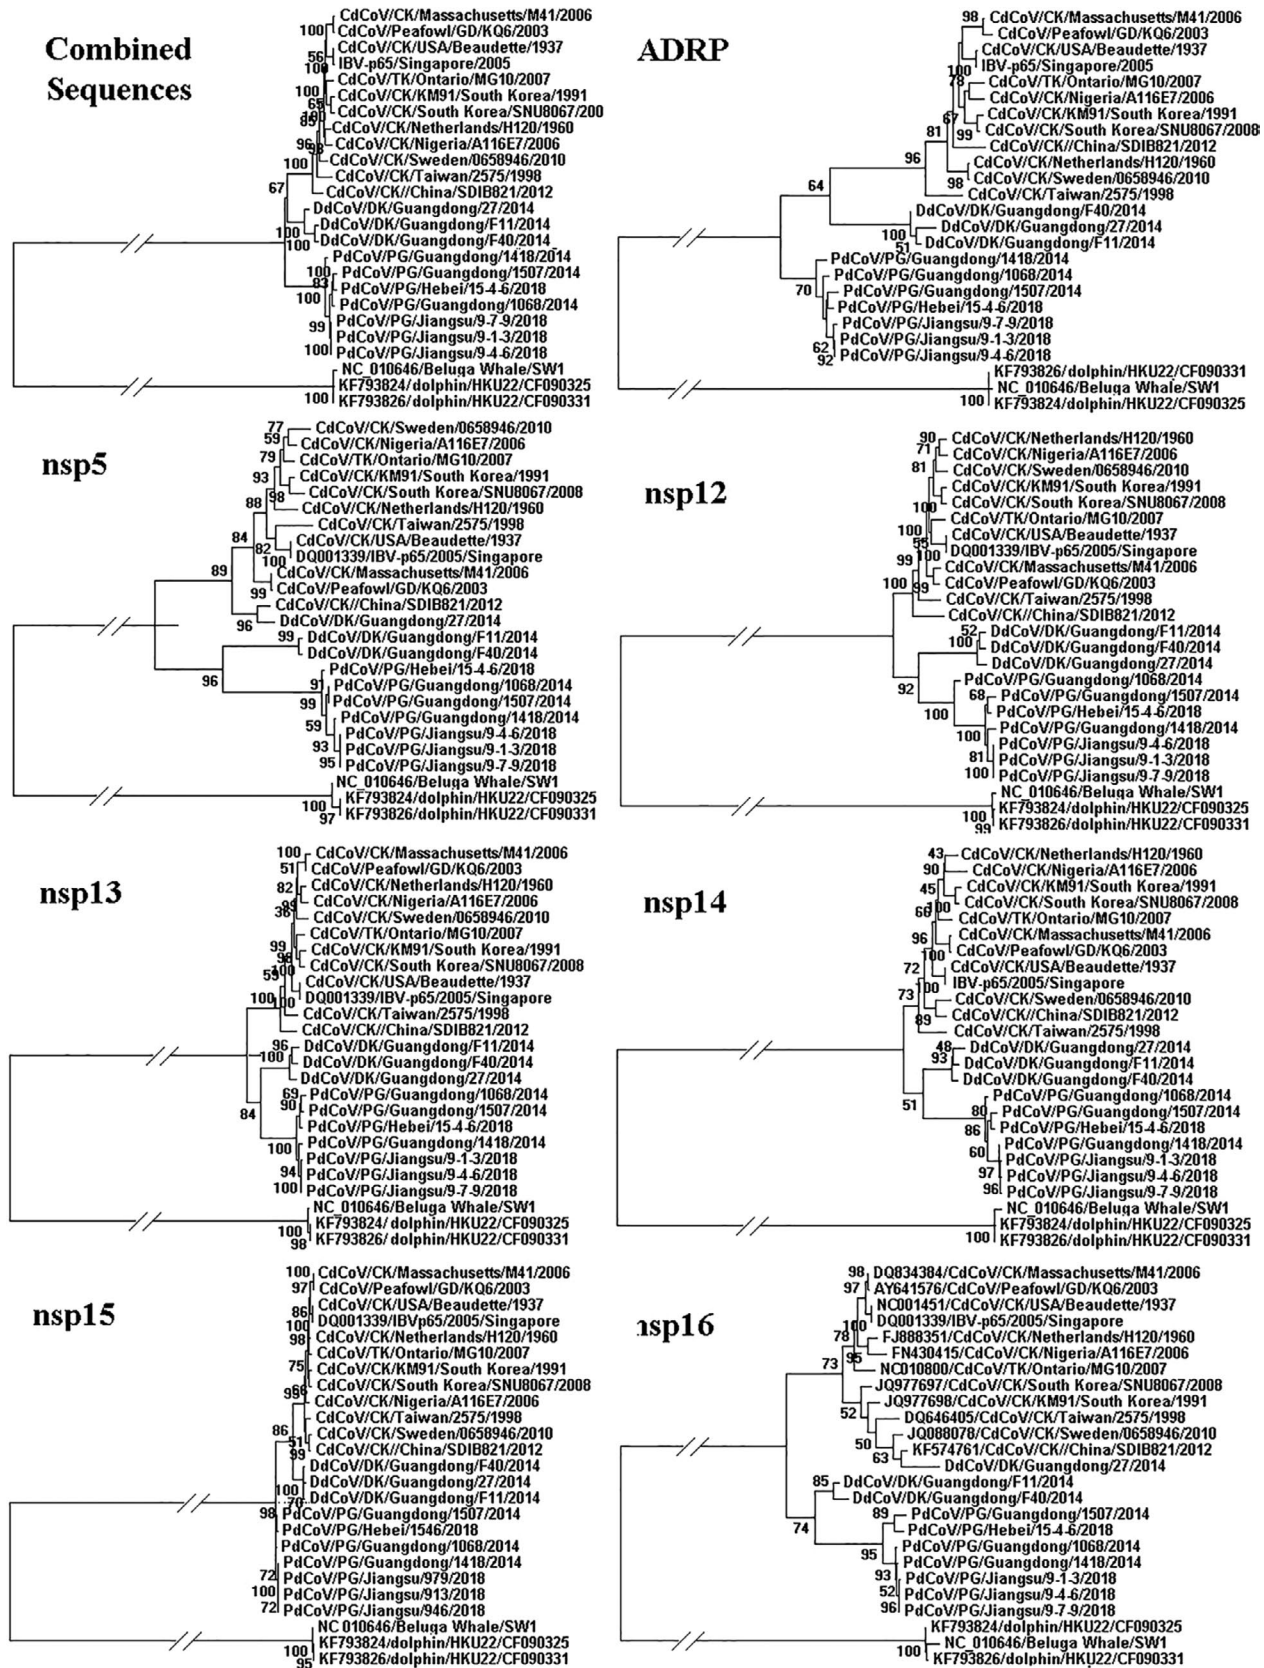 Combined
Sequences
100
56
100
100
65
100
85
96
98
100
67
100
100
100
83
100
99
100
100
CdCoV/CK/Massachusetts/M41/2006
CdCoV/Peafowl/GD/KQ6/2003
CdCoV/CK/USA/Beaudette/1937
IBV-p65/Singapore/2005
CdCoV/TK/Ontario/MG10/2007
CdCoV/CK/KM91/South Korea/1991
CdCoV/CK/South Korea/SNU8067/200
CdCoV/CK/Netherlands/H120/1960
CdCoV/CK/Nigeria/A116E7/2006
CdCoV/CK/Sweden/0658946/2010
CdCoV/CK/Taiwan/2575/1998
CdCoV/CK//China/SDIB821/2012
DdCoV/DK/Guangdong/27/2014
DdCoV/DK/Guangdong/F11/2014
DdCoV/DK/Guangdong/F40/2014
PdCoV/PG/Guangdong/1418/2014
PdCoV/PG/Guangdong/1507/2014
PdCoV/PG/Hebei/15-4-6/2018
PdCoV/PG/Guangdong/1068/2014
PdCoV/PG/Jiangsu/9-7-9/2018
PdCoV/PG/Jiangsu/9-1-3/2018
PdCoV/PG/Jiangsu/9-4-6/2018
NC_010646/Beluga Whale/SW1
KF793824/dolphin/HKU22/CF090325
KF793826/dolphin/HKU22/CF090331
ADRP
98
100
78
67
99
81
96
98
64
100
51
70
62
92
100
CdCoV/CK/Massachusetts/M41/2006
CdCoV/Peafowl/GD/KQ6/2003
CdCoV/CK/USA/Beaudette/1937
IBV-p65/Singapore/2005
CdCoV/TK/Ontario/MG10/2007
CdCoV/CK/Nigeria/A116E7/2006
CdCoV/CK/KM91/South Korea/1991
CdCoV/CK/South Korea/SNU8067/2008
CdCoV/CK//China/SDIB821/2012
CdCoV/CK/Netherlands/H120/1960
CdCoV/CK/Sweden/0658946/2010
CdCoV/CK/Taiwan/2575/1998
DdCoV/DK/Guangdong/F40/2014
DdCoV/DK/Guangdong/27/2014
DdCoV/DK/Guangdong/F11/2014
PdCoV/PG/Guangdong/1418/2014
PdCoV/PG/Guangdong/1068/2014
PdCoV/PG/Guangdong/1507/2014
PdCoV/PG/Hebei/15-4-6/2018
PdCoV/PG/Jiangsu/9-7-9/2018
PdCoV/PG/Jiangsu/9-1-3/2018
PdCoV/PG/Jiangsu/9-4-6/2018
KF793826/dolphin/HKU22/CF090331
NC_010646/Beluga Whale/SW1
KF793824/dolphin/HKU22/CF090325
nsp5
77
59
79
93
98
88
84
82
100
89
99
96
99
96
91
99
59
93
95
100
97
CdCoV/CK/Sweden/0658946/2010
CdCoV/CK/Nigeria/A116E7/2006
CdCoV/TK/Ontario/MG10/2007
CdCoV/CK/KM91/South Korea/1991
CdCoV/CK/South Korea/SNU8067/2008
CdCoV/CK/Netherlands/H120/1960
CdCoV/CK/Taiwan/2575/1998
CdCoV/CK/USA/Beaudette/1937
DQ001339/IBV-p65/2005/Singapore
CdCoV/CK/Massachusetts/M41/2006
CdCoV/Peafowl/GD/KQ6/2003
CdCoV/CK//China/SDIB821/2012
DdCoV/DK/Guangdong/27/2014
DdCoV/DK/Guangdong/F11/2014
DdCoV/DK/Guangdong/F40/2014
PdCoV/PG/Hebei/15-4-6/2018
PdCoV/PG/Guangdong/1068/2014
PdCoV/PG/Guangdong/1507/2014
PdCoV/PG/Guangdong/1418/2014
PdCoV/PG/Jiangsu/9-4-6/2018
PdCoV/PG/Jiangsu/9-1-3/2018
PdCoV/PG/Jiangsu/9-7-9/2018
NC_010646/Beluga Whale/SW1
KF793824/dolphin/HKU22/CF090325
KF793826/dolphin/HKU22/CF090331
nsp12
90
71
81
100
100
55
100
99
100
99
52
100
92
68
100
100
81
100
100
99
CdCoV/CK/Netherlands/H120/1960
CdCoV/CK/Nigeria/A116E7/2006
CdCoV/CK/Sweden/0658946/2010
CdCoV/CK/KM91/South Korea/1991
CdCoV/CK/South Korea/SNU8067/2008
CdCoV/TK/Ontario/MG10/2007
CdCoV/CK/USA/Beaudette/1937
DQ001339/IBV-p65/2005/Singapore
CdCoV/CK/Massachusetts/M41/2006
CdCoV/Peafowl/GD/KQ6/2003
CdCoV/CK/Taiwan/2575/1998
CdCoV/CK//China/SDIB821/2012
DdCoV/DK/Guangdong/F11/2014
DdCoV/DK/Guangdong/F40/2014
DdCoV/DK/Guangdong/27/2014
PdCoV/PG/Guangdong/1068/2014
PdCoV/PG/Guangdong/1507/2014
PdCoV/PG/Hebei/15-4-6/2018
PdCoV/PG/Guangdong/1418/2014
PdCoV/PG/Jiangsu/9-4-6/2018
PdCoV/PG/Jiangsu/9-1-3/2018
PdCoV/PG/Jiangsu/9-7-9/2018
NC_010646/Beluga Whale/SW1
KF793824/dolphin/HKU22/CF090325
KF793826/dolphin/HKU22/CF090331
nsp13
100
51
82
99
36
99
98
100
59
100
100
96
100
69
90
84
100
94
100
100
98
CdCoV/CK/Massachusetts/M41/2006
CdCoV/Peafowl/GD/KQ6/2003
CdCoV/CK/Netherlands/H120/1960
CdCoV/CK/Nigeria/A116E7/2006
CdCoV/CK/Sweden/0658946/2010
CdCoV/TK/Ontario/MG10/2007
CdCoV/CK/KM91/South Korea/1991
CdCoV/CK/South Korea/SNU8067/2008
CdCoV/CK/USA/Beaudette/1937
DQ001339/IBV-p65/2005/Singapore
CdCoV/CK/Taiwan/2575/1998
CdCoV/CK//China/SDIB821/2012
DdCoV/DK/Guangdong/F11/2014
DdCoV/DK/Guangdong/F40/2014
DdCoV/DK/Guangdong/27/2014
PdCoV/PG/Guangdong/1068/2014
PdCoV/PG/Guangdong/1507/2014
PdCoV/PG/Hebei/15-4-6/2018
PdCoV/PG/Guangdong/1418/2014
PdCoV/PG/Jiangsu/9-1-3/2018
PdCoV/PG/Jiangsu/9-4-6/2018
PdCoV/PG/Jiangsu/9-7-9/2018
NC_010646/Beluga Whale/SW1
KF793824/ dolphin/HKU22/CF090325
KF793826/ dolphin/HKU22/CF090331
nsp14
43
90
45
100
66
96
100
72
100
73
89
48
93
51
80
86
60
97
96
100
CdCoV/CK/Netherlands/H120/1960
CdCoV/CK/Nigeria/A116E7/2006
CdCoV/CK/KM91/South Korea/1991
CdCoV/CK/South Korea/SNU8067/2008
CdCoV/TK/Ontario/MG10/2007
CdCoV/CK/Massachusetts/M41/2006
CdCoV/Peafowl/GD/KQ6/2003
CdCoV/CK/USA/Beaudette/1937
IBV-p65/2005/Singapore
CdCoV/CK/Sweden/0658946/2010
CdCoV/CK//China/SDIB821/2012
CdCoV/CK/Taiwan/2575/1998
DdCoV/DK/Guangdong/27/2014
DdCoV/DK/Guangdong/F11/2014
DdCoV/DK/Guangdong/F40/2014
PdCoV/PG/Guangdong/1068/2014
PdCoV/PG/Guangdong/1507/2014
PdCoV/PG/Hebei/15-4-6/2018
PdCoV/PG/Guangdong/1418/2014
PdCoV/PG/Jiangsu/9-1-3/2018
PdCoV/PG/Jiangsu/9-4-6/2018
PdCoV/PG/Jiangsu/9-7-9/2018
NC_010646/Beluga Whale/SW1
KF793824/ dolphin/HKU22/CF090325
KF793826/ dolphin/HKU22/CF090331
nsp15
100
97
86
100
98
75
66
99
86
51
99
100
70
98
72
100
72
100
95
CdCoV/CK/Massachusetts/M41/2006
CdCoV/Peafowl/GD/KQ6/2003
CdCoV/CK/USA/Beaudette/1937
DQ001339/IBVp65/2005/Singapore
CdCoV/CK/Netherlands/H120/1960
CdCoV/TK/Ontario/MG10/2007
CdCoV/CK/KM91/South Korea/1991
CdCoV/CK/South Korea/SNU8067/2008
CdCoV/CK/Nigeria/A116E7/2006
CdCoV/CK/Taiwan/2575/1998
CdCoV/CK/Sweden/0658946/2010
CdCoV/CK//China/SDIB821/2012
DdCoV/DK/Guangdong/F40/2014
DdCoV/DK/Guangdong/27/2014
DdCoV/DK/Guangdong/F11/2014
PdCoV/PG/Guangdong/1507/2014
PdCoV/PG/Hebei/1546/2018
PdCoV/PG/Guangdong/1068/2014
PdCoV/PG/Guangdong/1418/2014
PdCoV/PG/Jiangsu/979/2018
PdCoV/PG/Jiangsu/913/2018
PdCoV/PG/Jiangsu/946/2018
NC 010646/Beluga Whale/SW1
KF793824/dolphin/HKU22/CF090325
KF793826/dolphin/HKU22/CF090331
nsp16
98
97
100
78
95
73
52
50
63
85
74
89
95
93
52
96
100
DQ834384/CdCoV/CK/Massachusetts/M41/2006
AY641576/CdCoV/Peafowl/GD/KQ6/2003
NC001451/CdCoV/CK/USA/Beaudette/1937
DQ001339/IBV-p65/2005/Singapore
FJ888351/CdCoV/CK/Netherlands/H120/1960
FN430415/CdCoV/CK/Nigeria/A116E7/2006
NC010800/CdCoV/TK/Ontario/MG10/2007
JQ977697/CdCoV/CK/South Korea/SNU8067/2008
JQ977698/CdCoV/CK/KM91/South Korea/1991
DQ646405/CdCoV/CK/Taiwan/2575/1998
JQ088078/CdCoV/CK/Sweden/0658946/2010
KF574761/CdCoV/CK//China/SDIB821/2012
DdCoV/DK/Guangdong/27/2014
DdCoV/DK/Guangdong/F11/2014
DdCoV/DK/Guangdong/F40/2014
PdCoV/PG/Guangdong/1507/2014
PdCoV/PG/Hebei/15-4-6/2018
PdCoV/PG/Guangdong/1068/2014
PdCoV/PG/Guangdong/1418/2014
PdCoV/PG/Jiangsu/9-1-3/2018
PdCoV/PG/Jiangsu/9-4-6/2018
PdCoV/PG/Jiangsu/9-7-9/2018
KF793824/dolphin/HKU22/CF090325
NC_010646/Beluga Whale/SW1
KF793826/dolphin/HKU22/CF090331